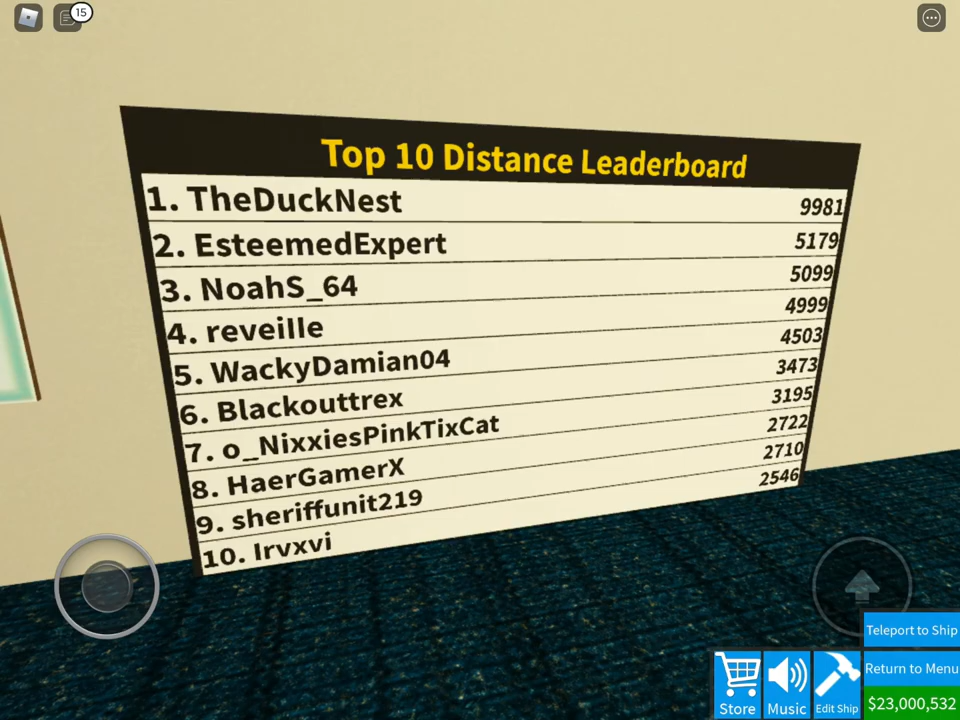 15
Top 10 Distance Leaderboard
1. TheDuckNest 9981
2. EsteemedExpert 5179
3. NoahS_64 5099
4. reveille 4999
5. WackyDamian04 4503
6. Blackouttrex 3473
7. o_NixxiesPinkTixCat 3195
8. HaerGamerX 2722
9. sheriffunit219 2710
10. Irvxvi 2546
Teleport to Ship
Return to Menu
Store
Music
Edit Ship
$23,000,532